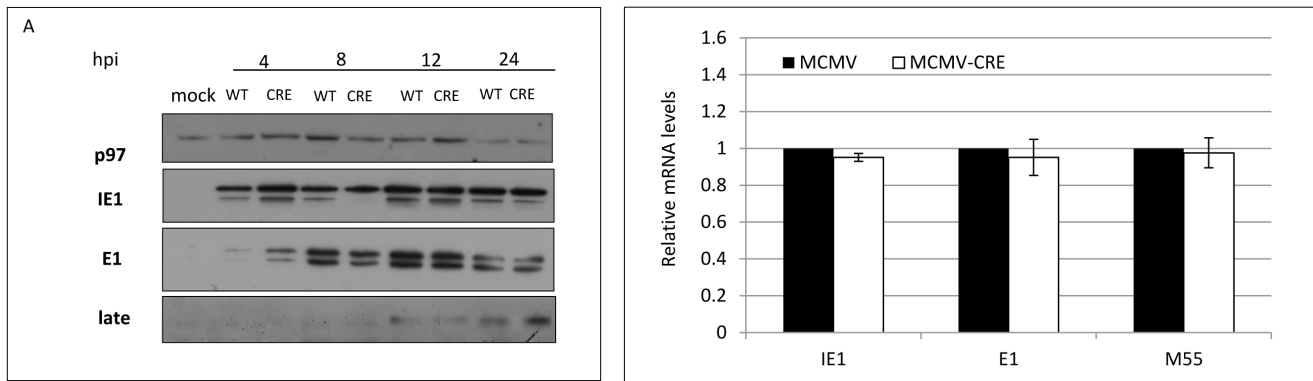 A
hpi 4 8 12 24
mock WT CRE WT CRE WT CRE WT CRE
p97
IE1
E1
late
1.6
MCMV MCMV-CRE
1.4
1.2
1
0.8
0.6
0.4
0.2
0
Relative mRNA levels
IE1 E1 M55